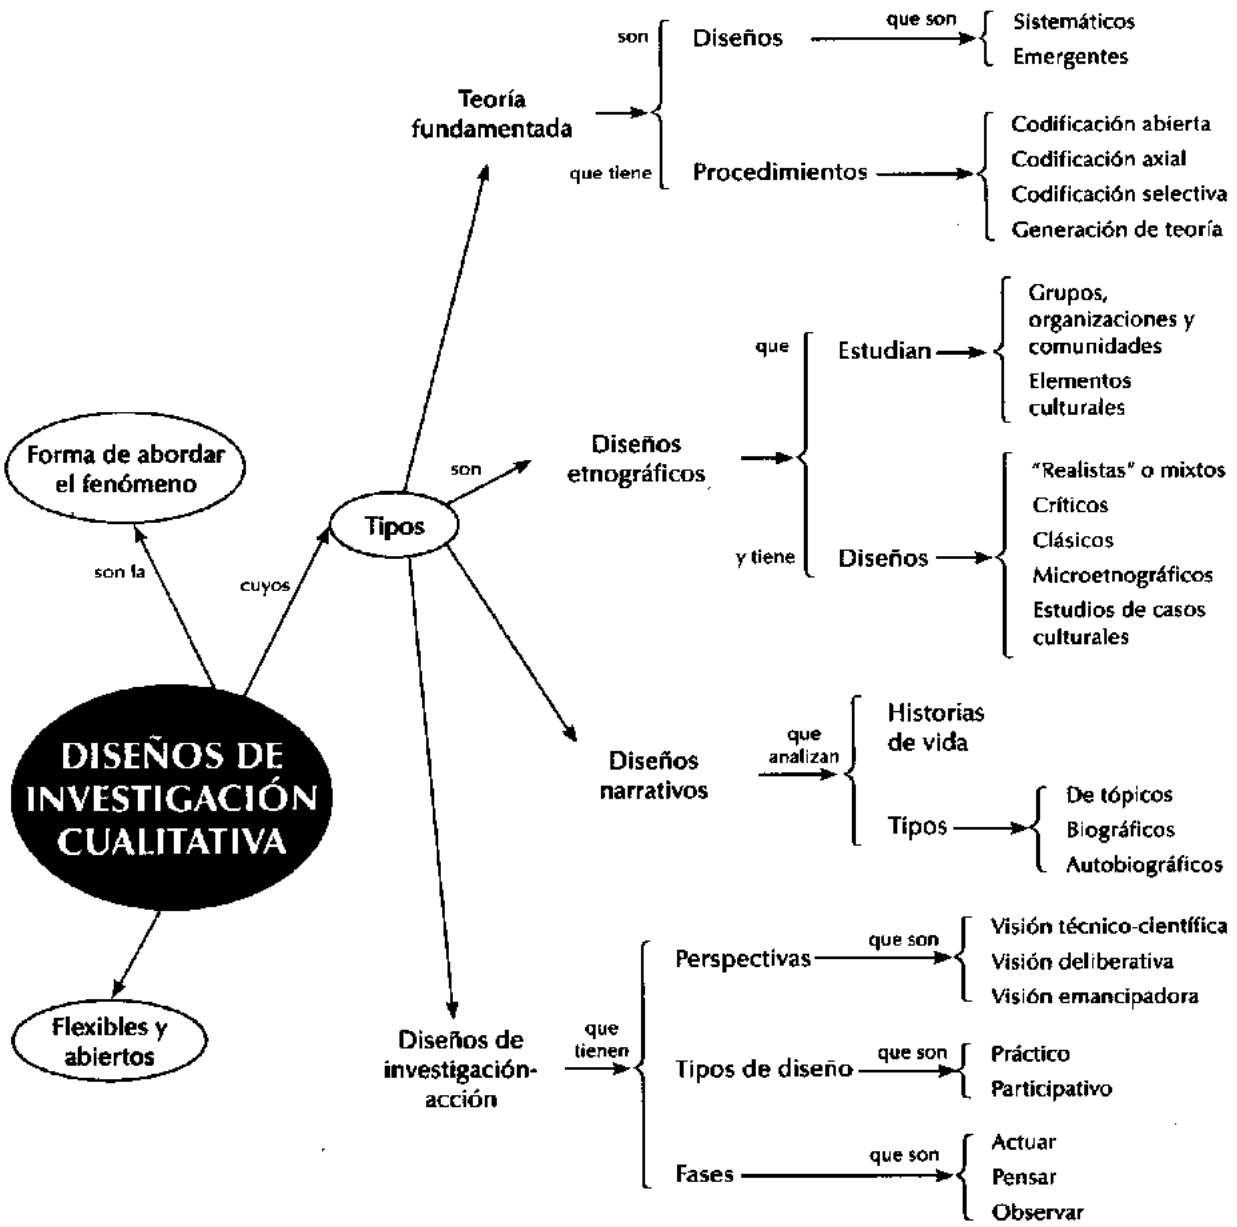 que son
Sistemáticos
son
Diseños
Emergentes
Teoría
fundamentada
Codificación abierta
Codificación axial
que tiene
Procedimientos
Codificación selectiva
Generación de teoría
Grupos,
organizaciones y
comunidades
que
Estudian
Elementos
culturales
Diseños
etnográficos
son
"Realistas" o mixtos
Críticos
Clásicos
y tiene
Diseños
Microetnográficos
Estudios de casos
culturales
Forma de abordar
el fenómeno
Tipos
son la
cuyos
DISEÑOS DE
INVESTIGACIÓN
CUALITATIVA
Historias
de vida
que
analizan
Diseños
narrativos
De tópicos
Tipos
Biográficos
Autobiográficos
Visión técnico-científica
que son
Perspectivas
Visión deliberativa
Visión emancipadora
Flexibles y
abiertos
Diseños de
investigación-
acción
que
tienen
que son
Práctico
Tipos de diseño
Participativo
Actuar
que son
Fases
Pensar
Observar